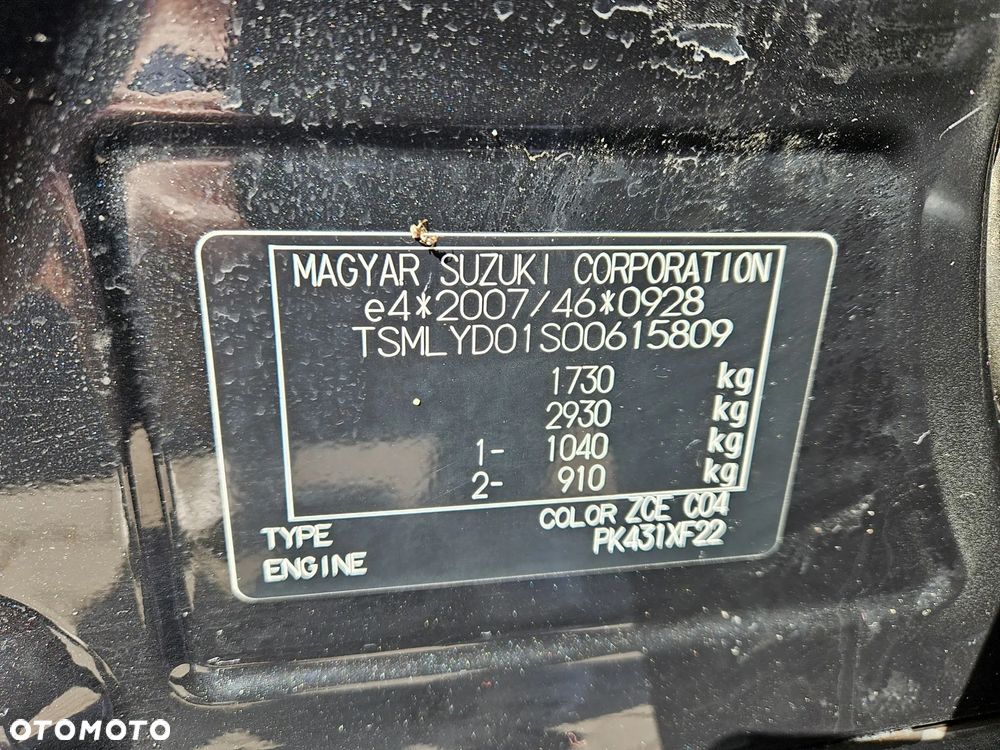 MAGYAR SUZUKI CORPORATION
e4*2007/46*0928
TSMLYD01S00615809
1730 kg
2930 kg
1- 1040 kg
2- 910 kg
COLOR ZCE C04
TYPE PK431XF22
ENGINE
OTOMOTO